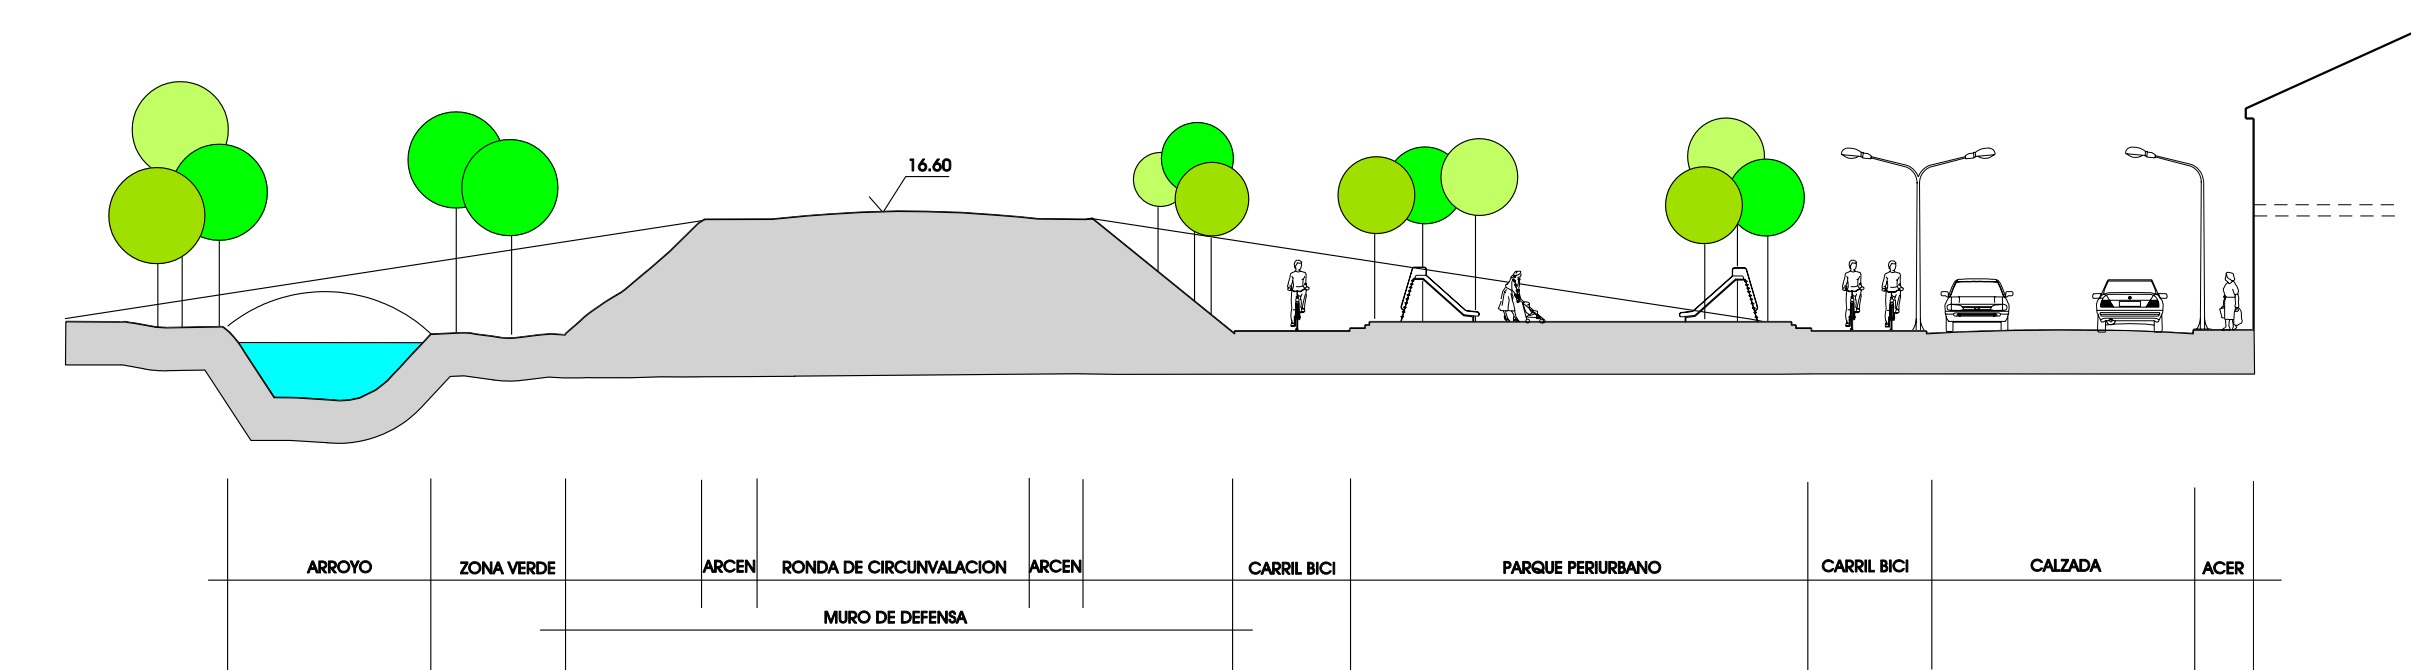 16.60
ARROYO
ZONA VERDE
ARCEN
RONDA DE CIRCUNVALACION
ARCEN
CARRIL BICI
PARQUE PERIURBANO
CARRIL BICI
CALZADA
ACER
MURO DE DEFENSA